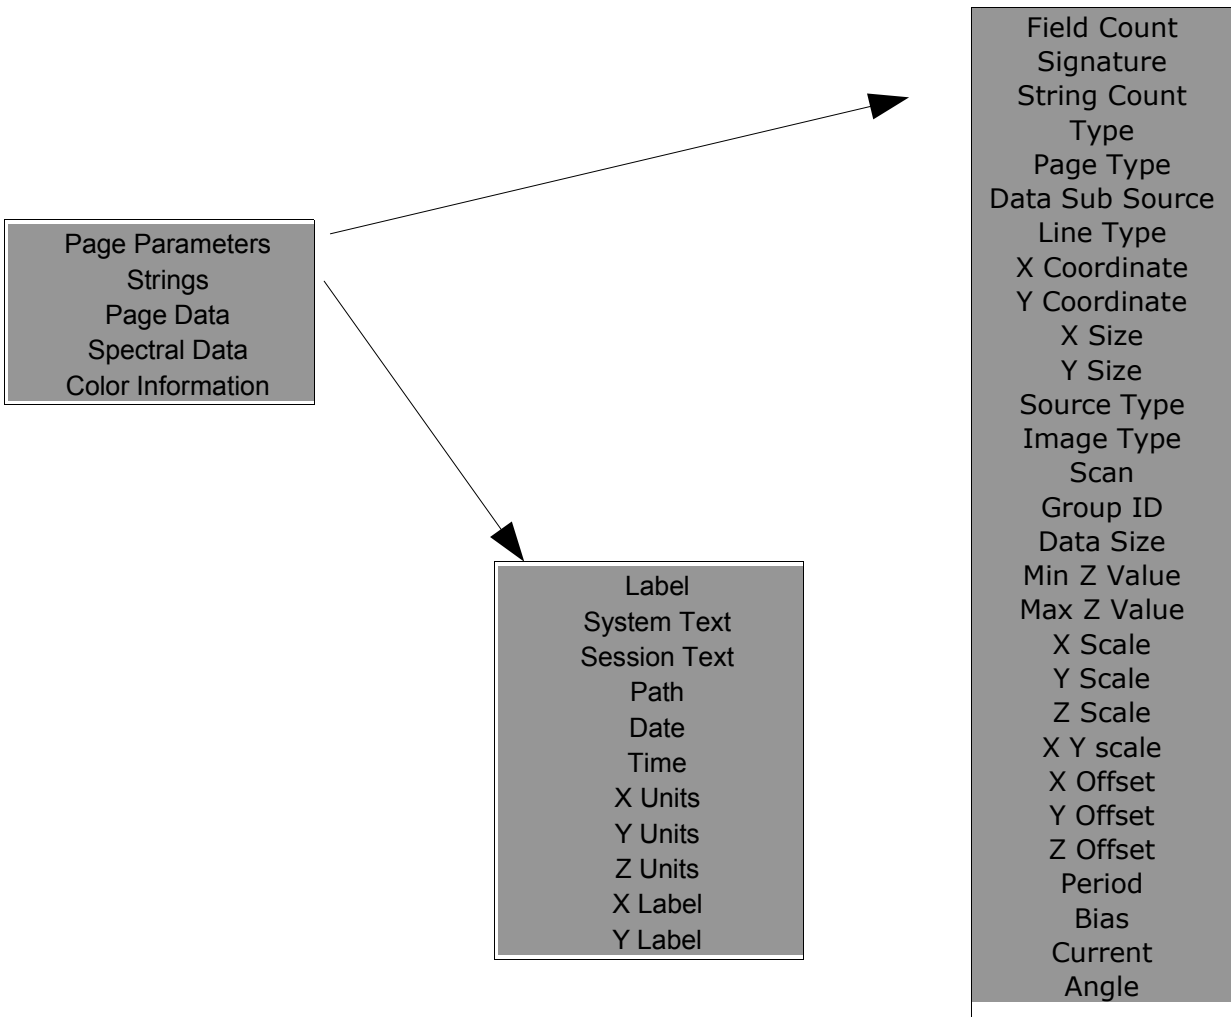 Page Parameters
Strings
Page Data
Spectral Data
Color Information
Label
System Text
Session Text
Path
Date
Time
X Units
Y Units
Z Units
X Label
Y Label
Field Count
Signature
String Count
Type
Page Type
Data Sub Source
Line Type
X Coordinate
Y Coordinate
X Size
Y Size
Source Type
Image Type
Scan
Group ID
Data Size
Min Z Value
Max Z Value
X Scale
Y Scale
Z Scale
X Y scale
X Offset
Y Offset
Z Offset
Period
Bias
Current
Angle